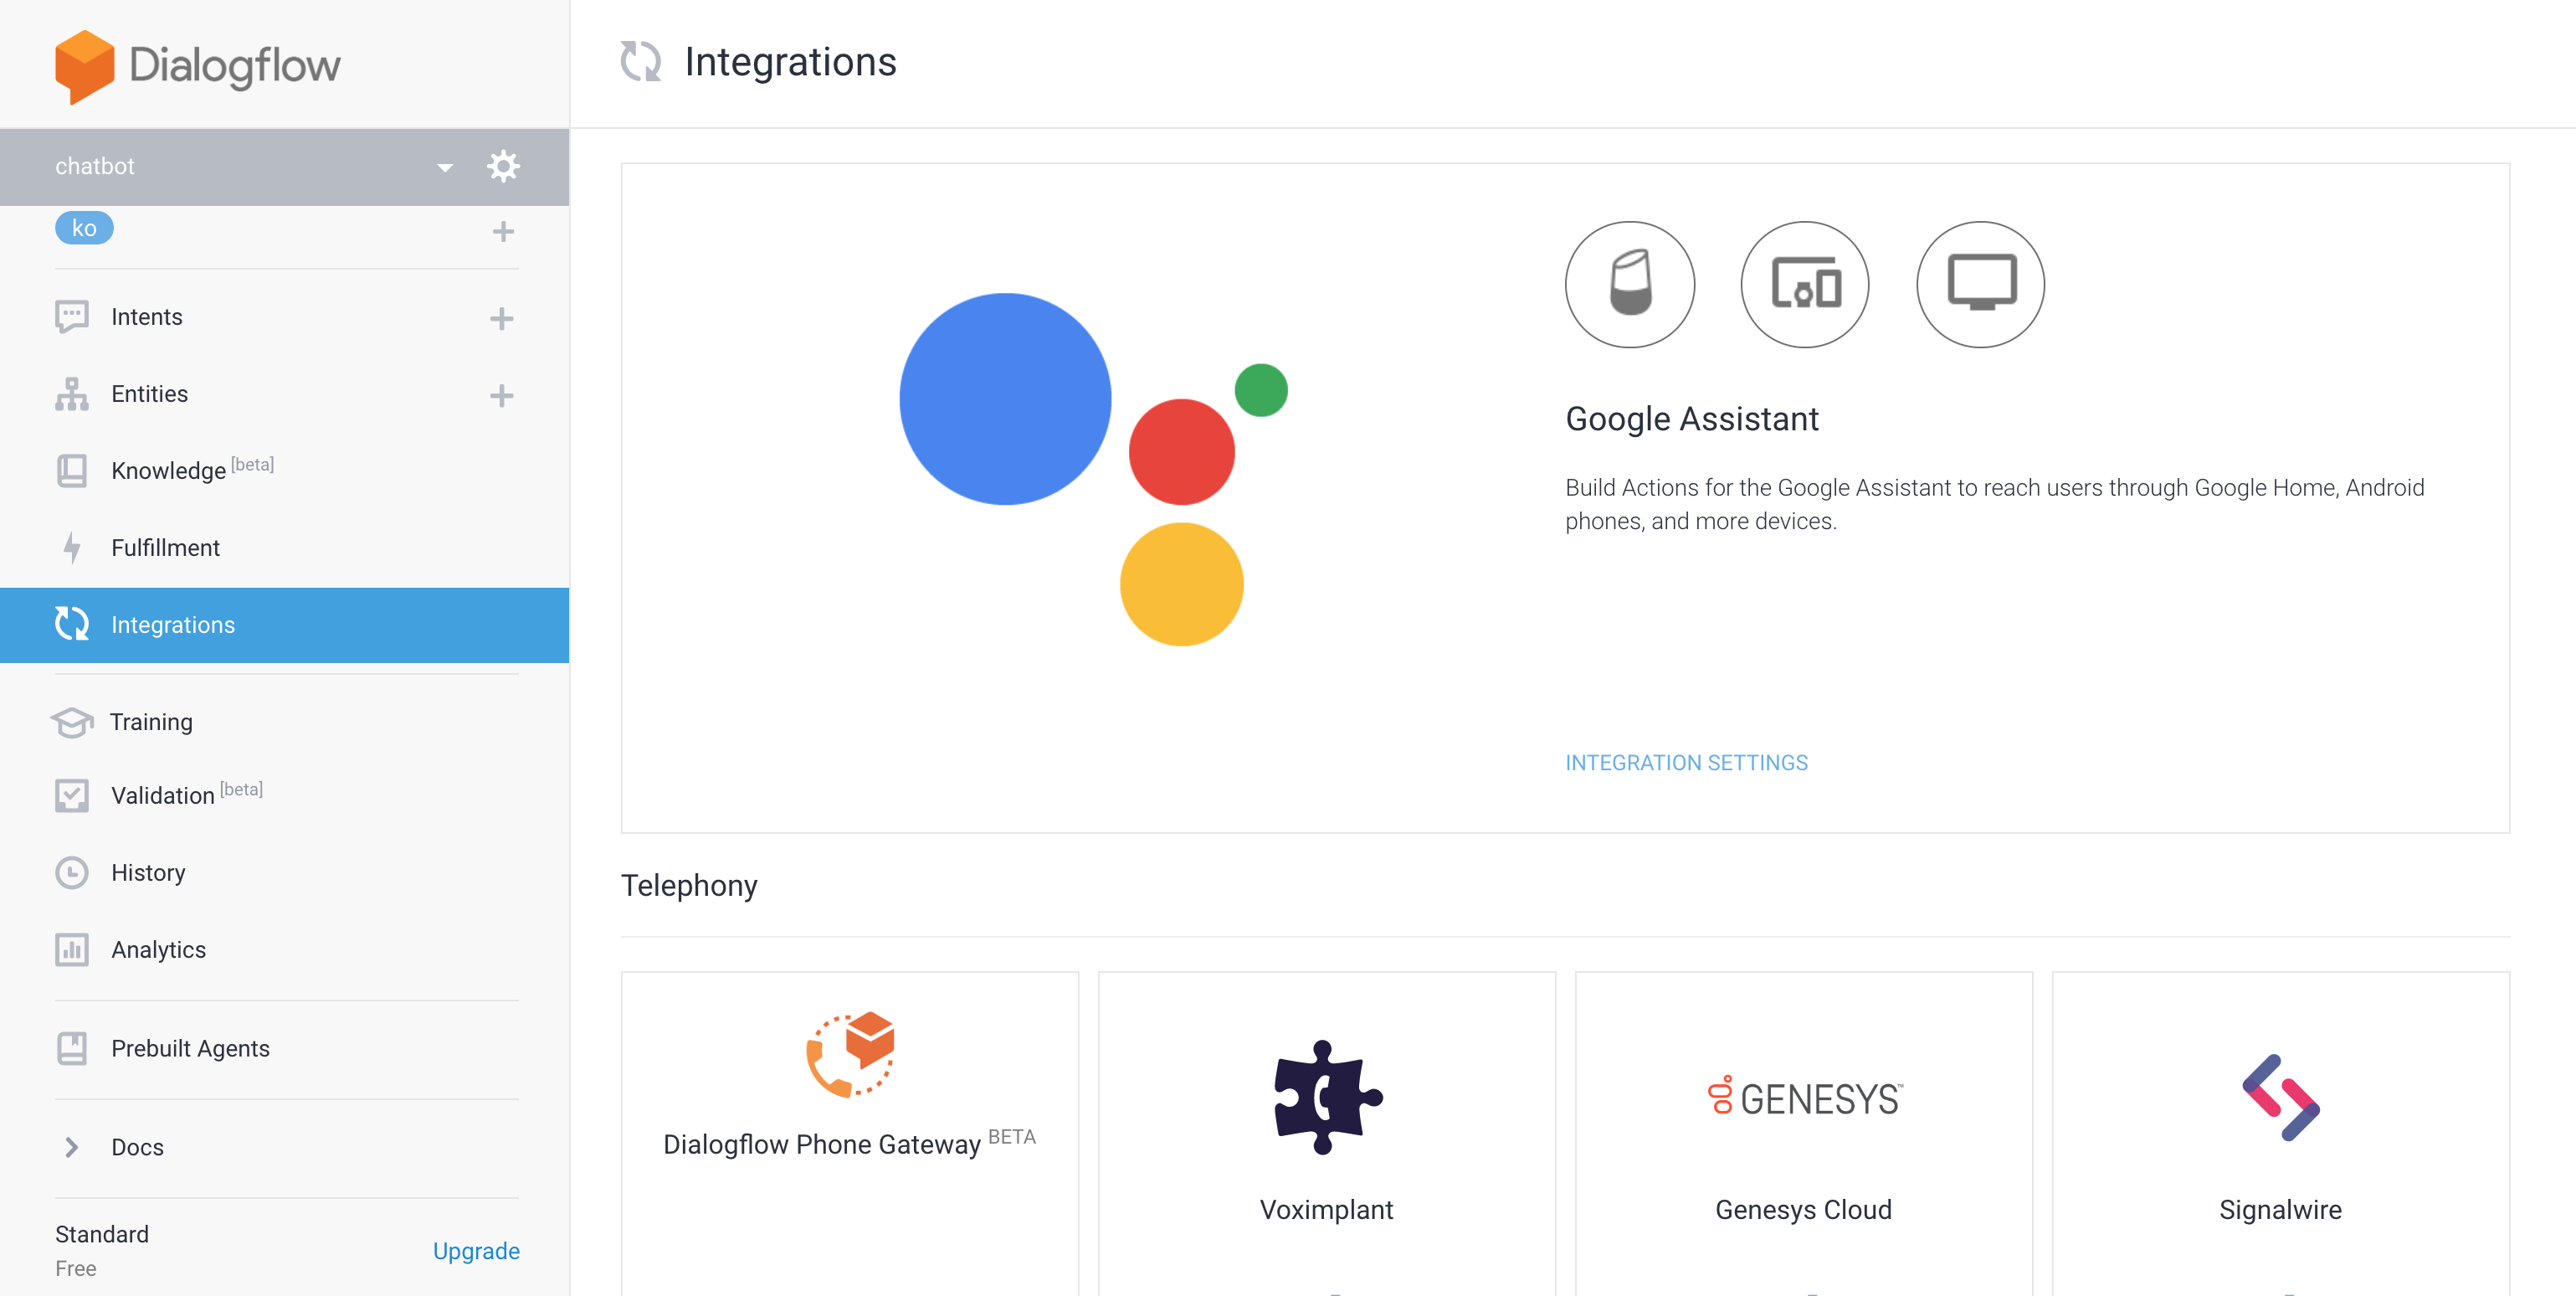 Dialogflow
chatbot
ko
Intents
Entities
Knowledge [beta]
Fulfillment
Integrations
Training
Validation [beta]
History
Analytics
Prebuilt Agents
Docs
Standard
Free
Upgrade
Integrations
Google Assistant
Build Actions for the Google Assistant to reach users through Google Home, Android
phones, and more devices.
INTEGRATION SETTINGS
Telephony
Dialogflow Phone Gateway BETA
Voximplant
GENESYS™
Genesys Cloud
Signalwire